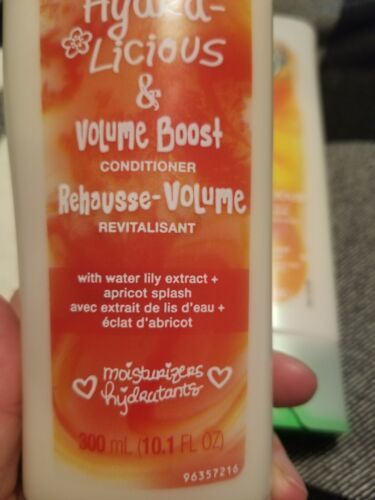 Hydra-
Licious
&
Volume Boost
CONDITIONER
Rehausse-Volume
REVITALISANT
with water lily extract +
apricot splash
avec extrait de lis d'eau +
éclat d'abricot
moisturizers
hydratants
300 mL (10.1 FL OZ)
96357216